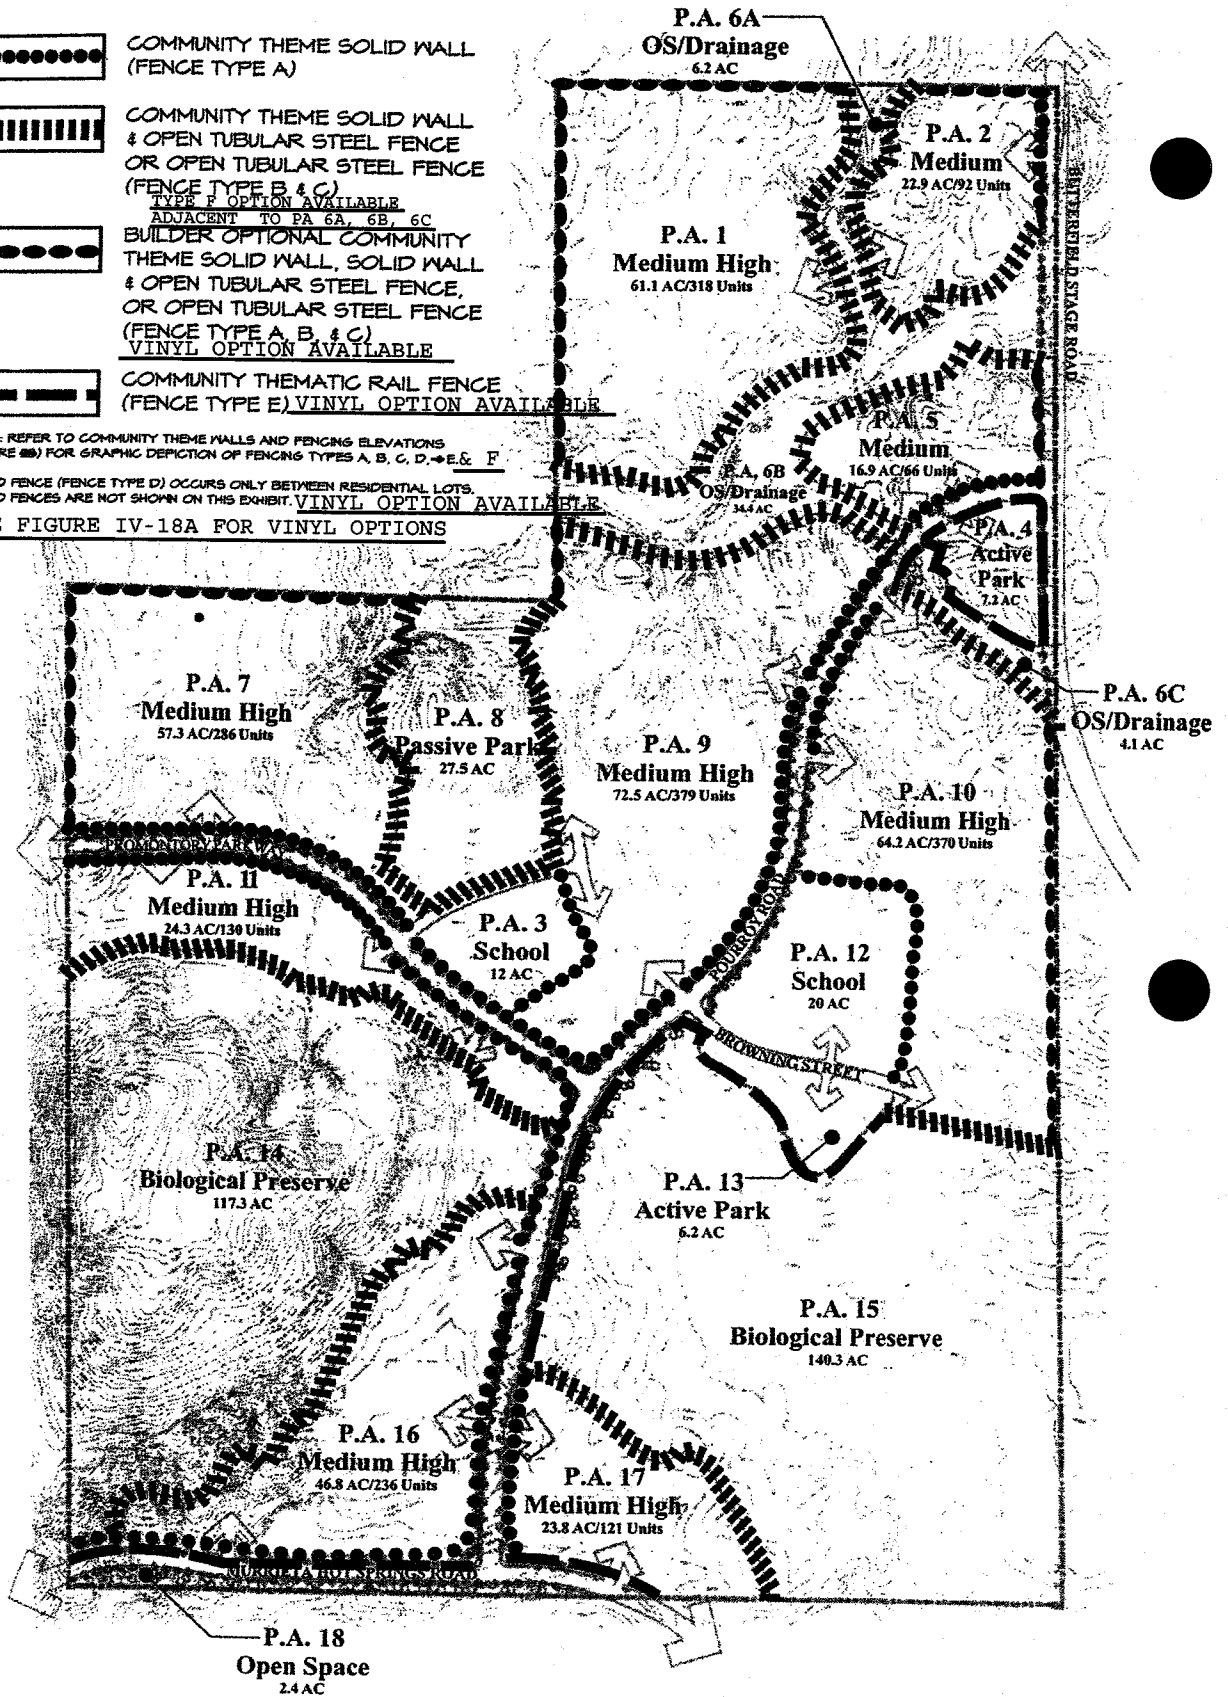 COMMUNITY THEME SOLID WALL
(FENCE TYPE A)
COMMUNITY THEME SOLID WALL
& OPEN TUBULAR STEEL FENCE
OR OPEN TUBULAR STEEL FENCE
(FENCE TYPE B & C)
TYPE F OPTION AVAILABLE
ADJACENT TO PA 6A, 6B, 6C
BUILDER OPTIONAL COMMUNITY
THEME SOLID WALL, SOLID WALL
& OPEN TUBULAR STEEL FENCE,
OR OPEN TUBULAR STEEL FENCE
(FENCE TYPE A, B, & C)
VINYL OPTION AVAILABLE
COMMUNITY THEMATIC RAIL FENCE
(FENCE TYPE E) VINYL OPTION AVAILABLE
: REFER TO COMMUNITY THEME WALLS AND FENCING ELEVATIONS
FOR GRAPHIC DEPICTION OF FENCING TYPES A, B, C, D, E & F
FENCE (FENCE TYPE D) OCCURS ONLY BETWEEN RESIDENTIAL LOTS.
FENCES ARE NOT SHOWN ON THIS EXHIBIT. VINYL OPTION AVAILABLE
FIGURE IV-18A FOR VINYL OPTIONS
P.A. 6A
OS/Drainage
6.2 AC
P.A. 2
Medium
22.9 AC/92 Units
BUTTERFIELD STAGE ROAD
P.A. 1
Medium High
61.1 AC/318 Units
P.A. 5
Medium
16.9 AC/66 Units
P.A. 6B
OS/Drainage
34.4 AC
P.A. 4
Active
Park
7.2 AC
P.A. 6C
OS/Drainage
4.1 AC
P.A. 7
Medium High
57.3 AC/286 Units
P.A. 8
Passive Park
27.5 AC
P.A. 9
Medium High
72.5 AC/379 Units
P.A. 10
Medium High
64.2 AC/370 Units
PROMONTORY PARKWAY
P.A. 11
Medium High
24.3 AC/130 Units
P.A. 3
School
12 AC
POURROY ROAD
P.A. 12
School
20 AC
BROWNING STREET
P.A. 14
Biological Preserve
117.3 AC
P.A. 13
Active Park
6.2 AC
P.A. 15
Biological Preserve
140.3 AC
P.A. 16
Medium High
46.8 AC/236 Units
P.A. 17
Medium High
23.8 AC/121 Units
MURRIETA HOT SPRINGS ROAD
P.A. 18
Open Space
2.4 AC